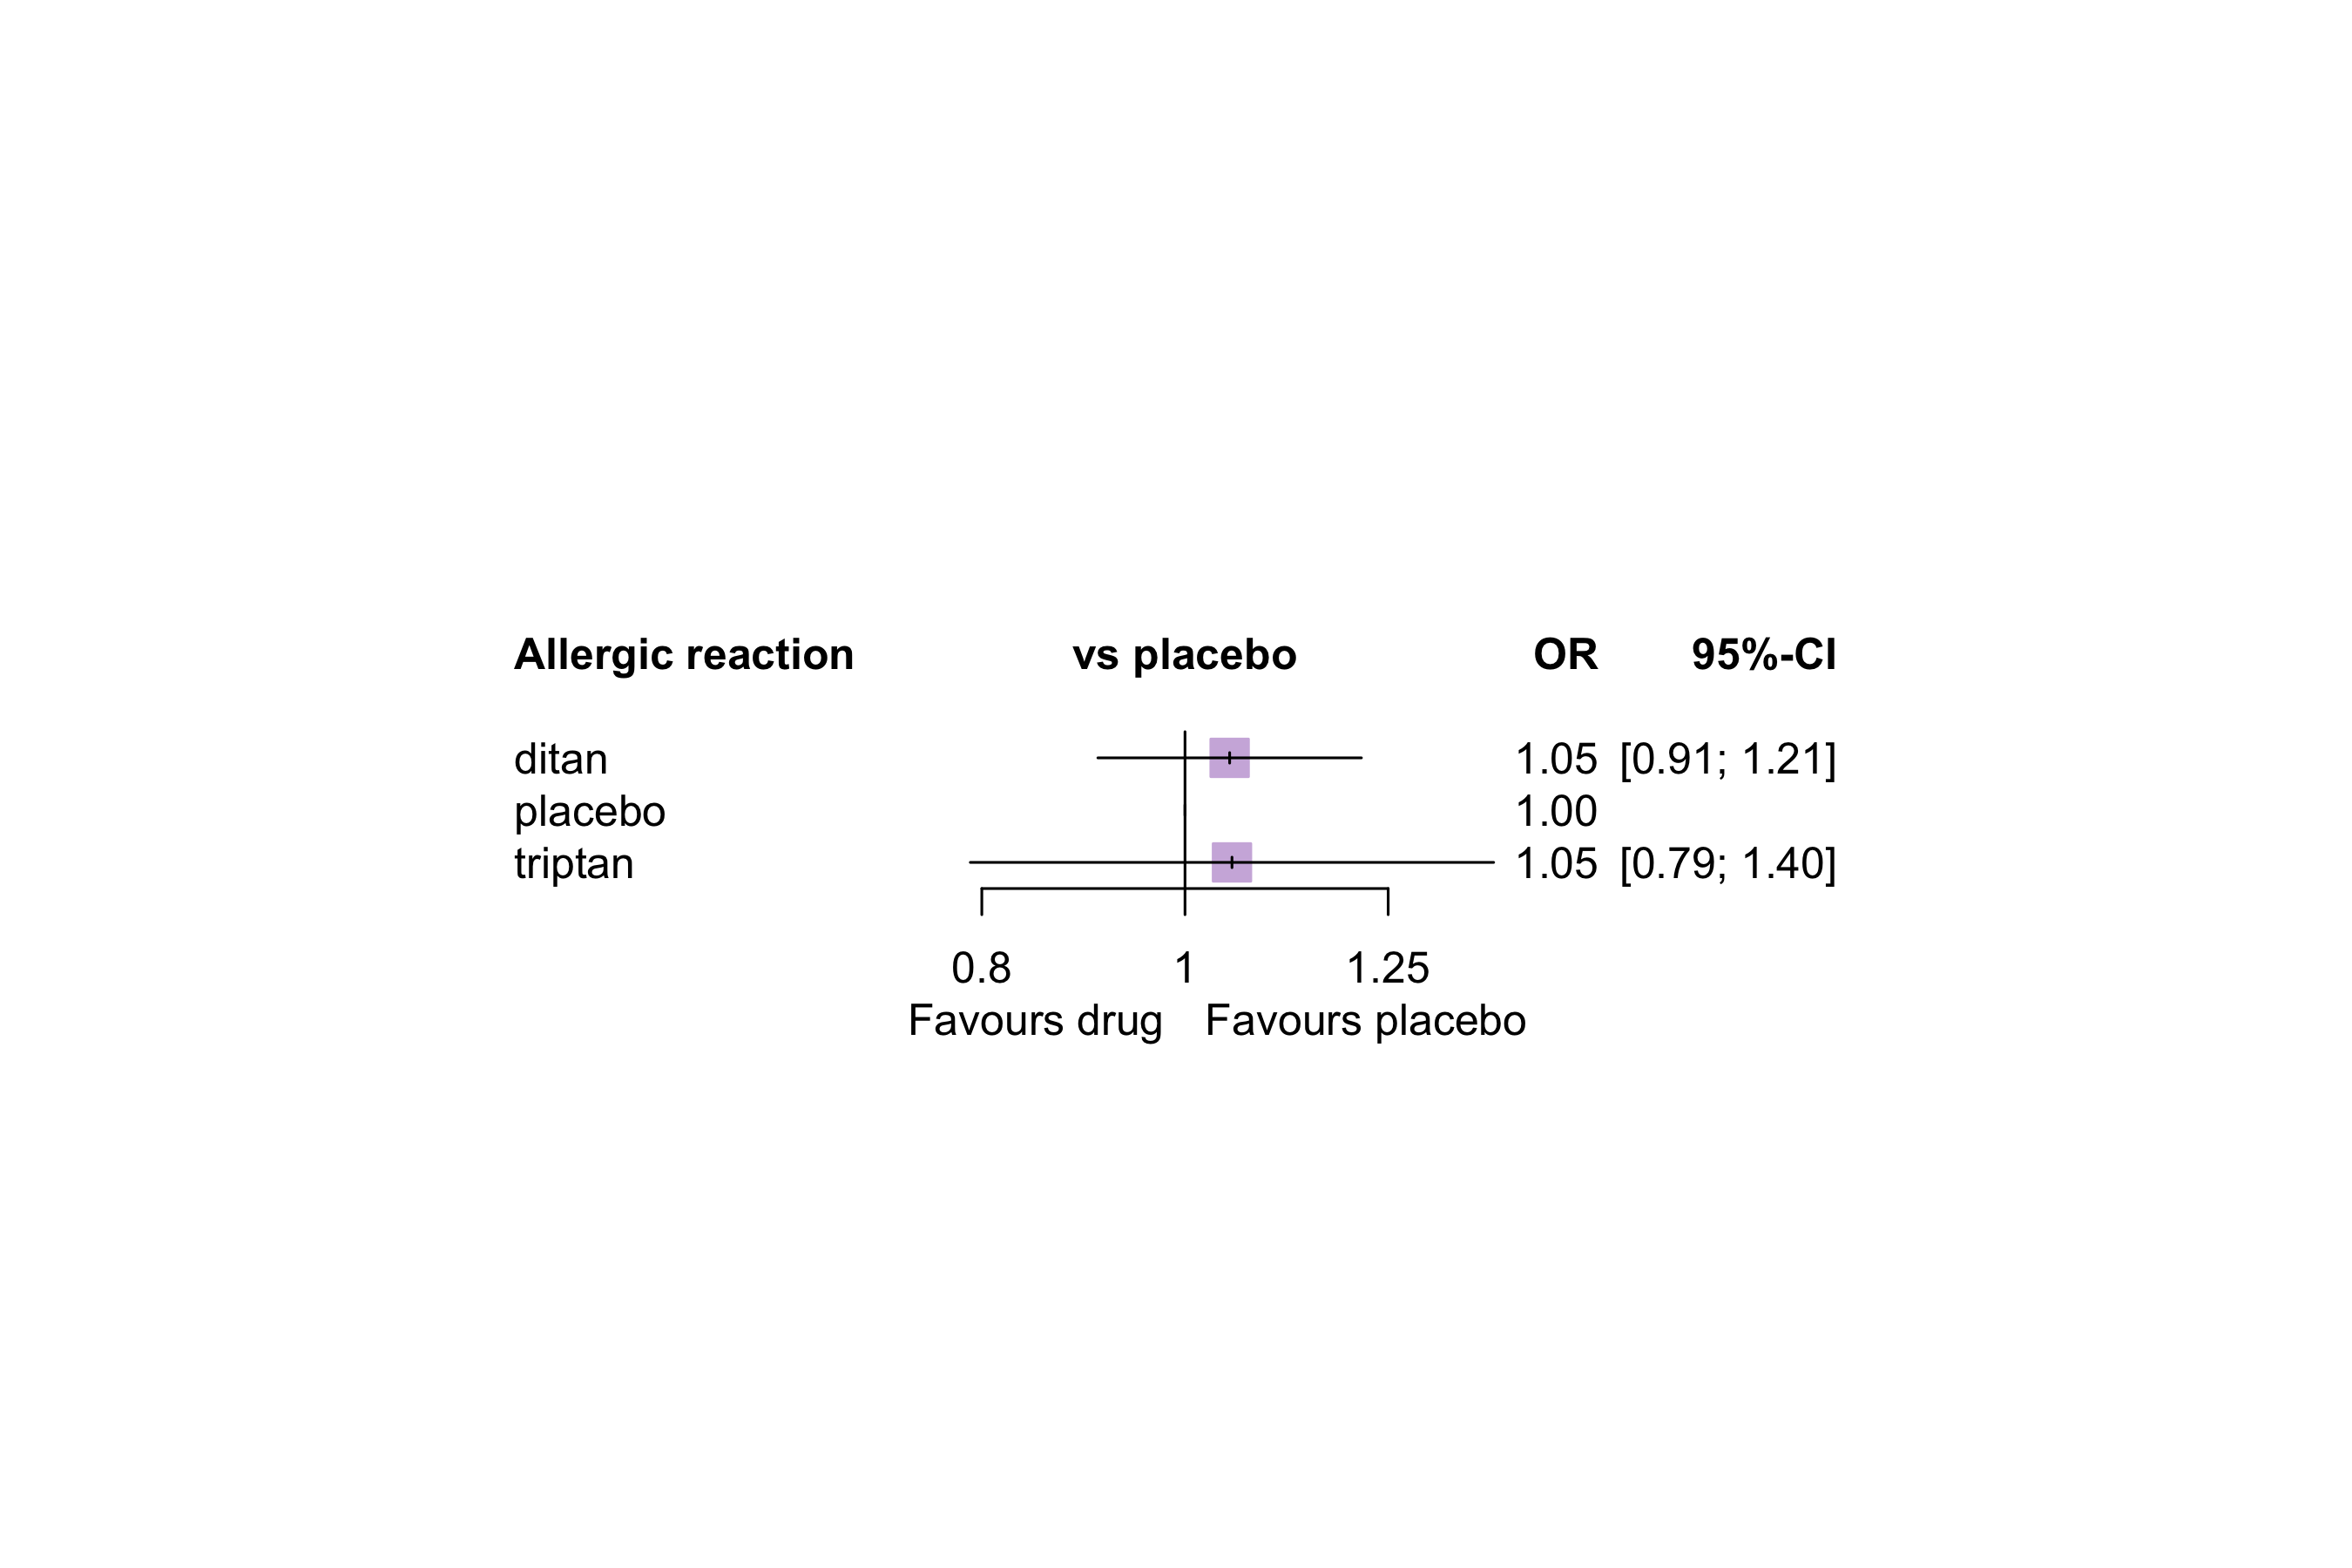 Allergic reaction vs placebo OR 95%-CI
ditan 1.05 [0.91; 1.21]
placebo 1.00
triptan 1.05 [0.79; 1.40]
0.8 1 1.25
Favours drug Favours placebo